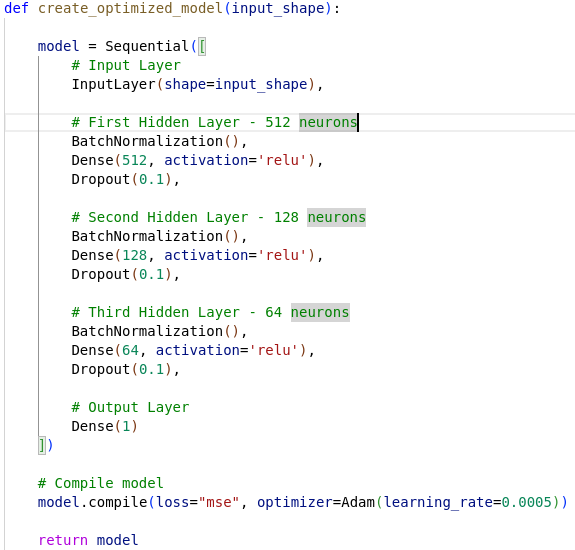 def create_optimized_model(input_shape):
model = Sequential([
# Input Layer
InputLayer(shape=input_shape),
# First Hidden Layer - 512 neurons
BatchNormalization(),
Dense(512, activation='relu'),
Dropout(0.1),
# Second Hidden Layer - 128 neurons
BatchNormalization(),
Dense(128, activation='relu'),
Dropout(0.1),
# Third Hidden Layer - 64 neurons
BatchNormalization(),
Dense(64, activation='relu'),
Dropout(0.1),
# Output Layer
Dense(1)
])
# Compile model
model.compile(loss="mse", optimizer=Adam(learning_rate=0.0005))
return model